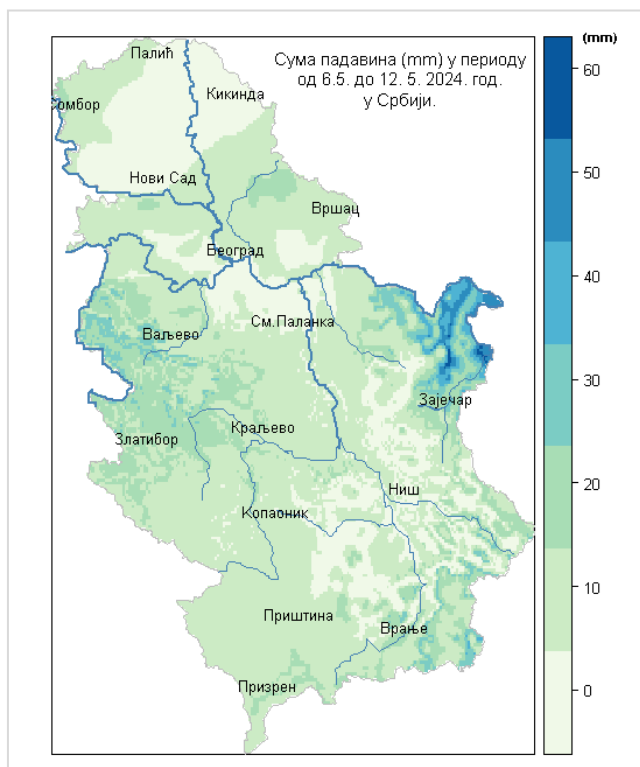 (mm)
Сума падавина (mm) у периоду
од 6.5. до 12. 5. 2024. год.
у Србији.
Палић
Кикинда
омбор
Нови Сад
Вршац
Београд
См.Паланка
Ваљево
Зајечар
Краљево
Златибор
Ниш
Копаоник
Приштина
Врање
Призрен
60
50
40
30
20
10
0